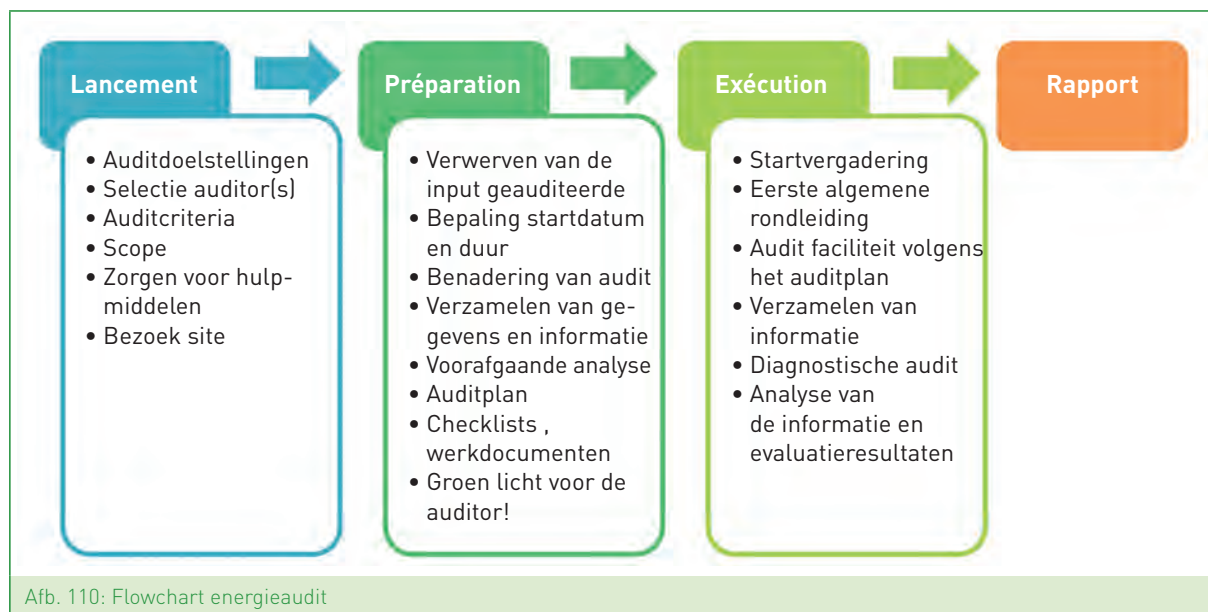 Lancement
• Auditdoelstellingen
• Selectie auditor(s)
• Auditcriteria
• Scope
• Zorgen voor hulp-
middelen
• Bezoek site
Préparation
• Verwerven van de
input geauditeerde
• Bepaling startdatum
en duur
• Benadering van audit
• Verzamelen van ge-
gevens en informatie
• Voorafgaande analyse
• Auditplan
• Checklists ,
werkdocumenten
• Groen licht voor de
auditor!
Exécution
• Startvergadering
• Eerste algemene
rondleiding
• Audit faciliteit volgens
het auditplan
• Verzamelen van
informatie
• Diagnostische audit
• Analyse van
de informatie en
evaluatieresultaten
Rapport
Afb. 110: Flowchart energieaudit